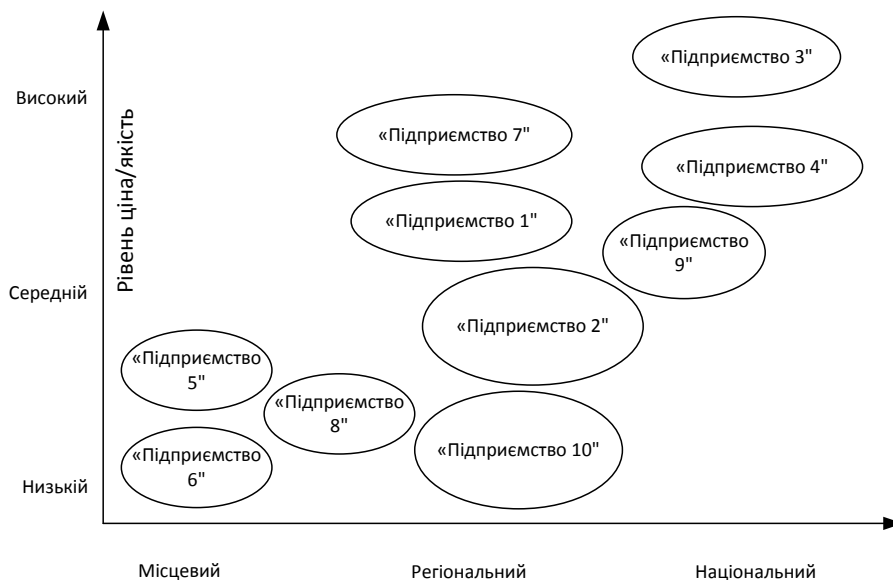 «Підприємство 3"
Високий
Рівень ціна/якість
«Підприємство 7"
«Підприємство 4"
«Підприємство 1"
«Підприємство
9"
Середній
«Підприємство 2"
«Підприємство
5"
«Підприємство
8"
«Підприємство 10"
«Підприємство
6"
Низькій
Місцевий
Регіональний
Національний